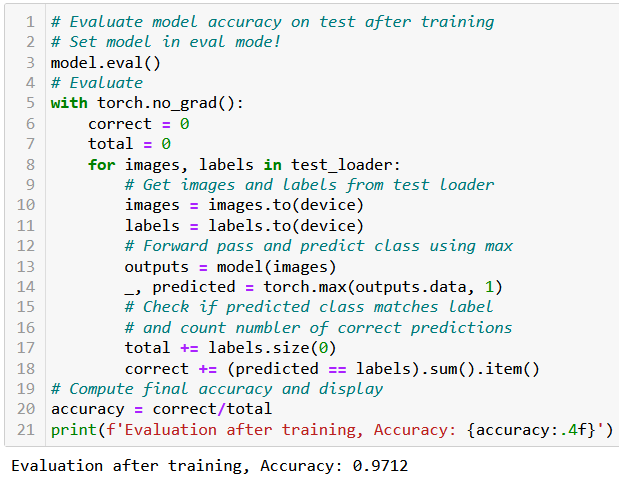 1 # Evaluate model accuracy on test after training
2 # Set model in eval mode!
3 model.eval()
4 # Evaluate
5 with torch.no_grad():
6     correct = 0
7     total = 0
8     for images, labels in test_loader:
9         # Get images and labels from test loader
10         images = images.to(device)
11         labels = labels.to(device)
12         # Forward pass and predict class using max
13         outputs = model(images)
14         _, predicted = torch.max(outputs.data, 1)
15         # Check if predicted class matches label
16         # and count numbler of correct predictions
17         total += labels.size(0)
18         correct += (predicted == labels).sum().item()
19 # Compute final accuracy and display
20 accuracy = correct/total
21 print(f'Evaluation after training, Accuracy: {accuracy:.4f}')
Evaluation after training, Accuracy: 0.9712